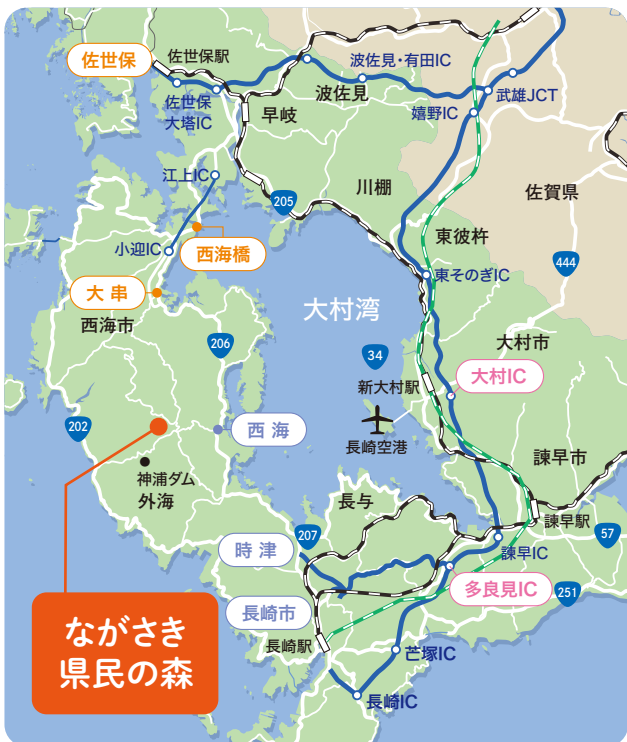 佐世保
佐世保駅
波佐見・有田IC
佐世保
大塔IC
波佐見
武雄JCT
早岐
嬉野IC
江上IC
205
川棚
佐賀県
西海橋
小迎IC
東彼杵
444
東そのぎIC
大串
西海市
大村湾
206
34
大村市
新大村駅
大村IC
202
西海
長崎空港
神浦ダム
外海
諫早市
長与
207
諫早駅
57
時津
諫早IC
多良見IC
251
長崎市
長崎駅
芒塚IC
長崎IC
ながさき
県民の森